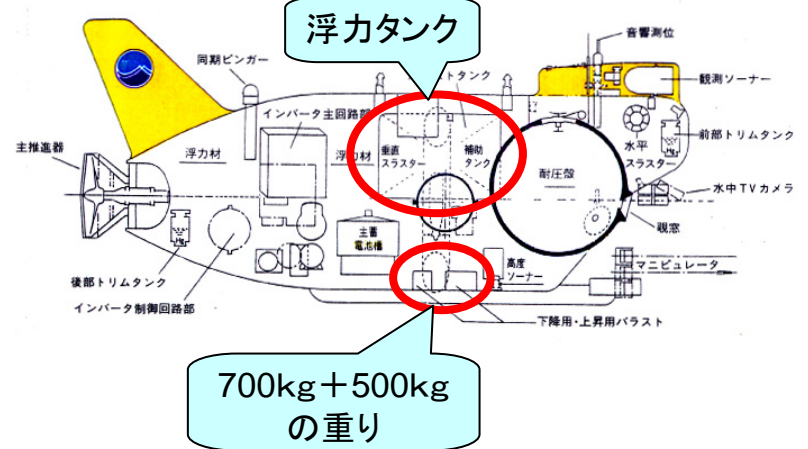 浮力タンク
音響測位
同期ピンガー
トタンク
観測ソーナー
インバータ主回路部
前部トリムタンク
主推進器
浮力材
浮力材
垂直
スラスター
補助
タンク
耐圧殻
水平
スラスター
水中TVカメラ
覗窓
主蓄
電池槽
高度
ソーナー
マニピュレータ
後部トリムタンク
インバータ制御回路部
下降用・上昇用バラスト
700kg+500kg
の重り